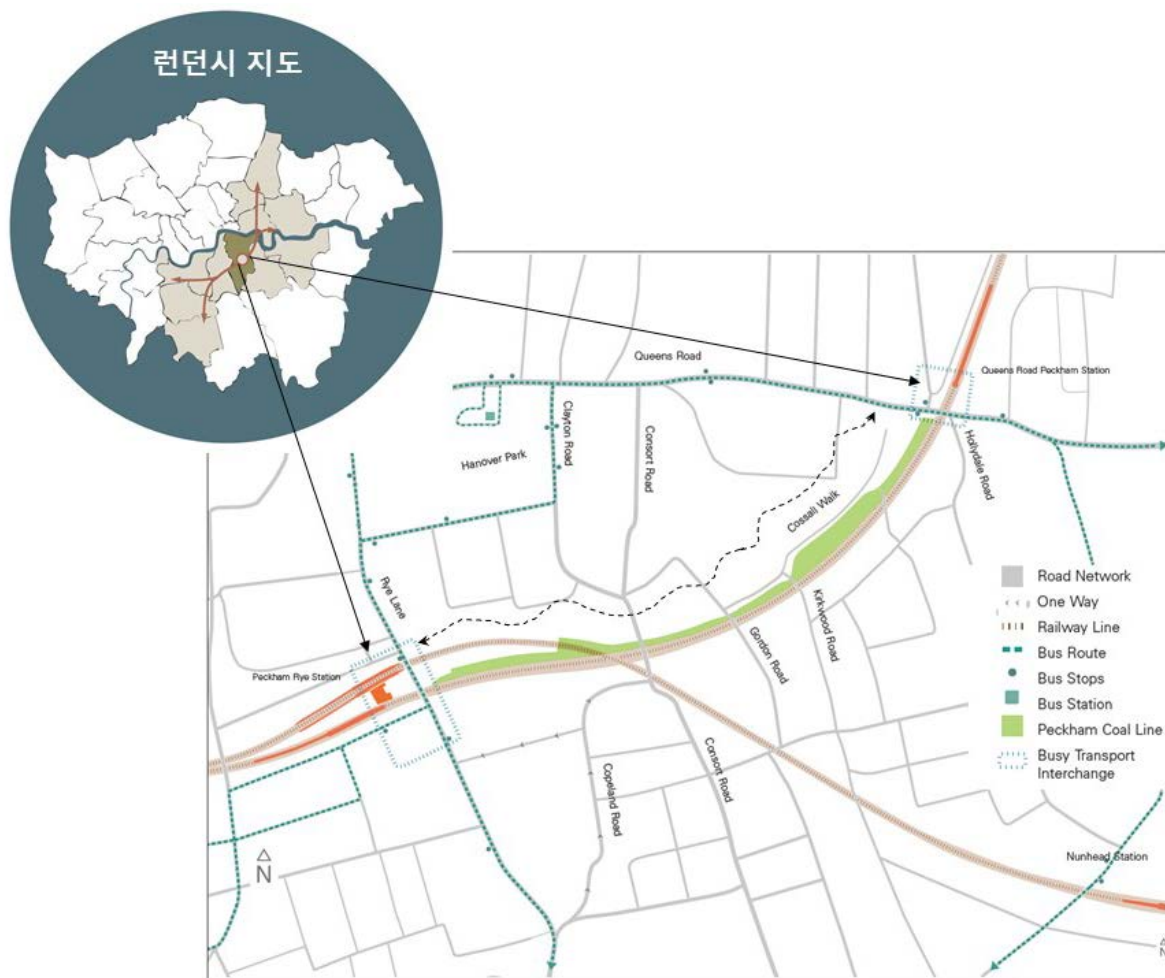 런던시 지도
Queens Road
Queens Road Peckham Station
Clayton Road
Consort Road
Hanover Park
Hollydale Road
Cossall Walk
Rye Lane
Kirkwood Road
Gordon Road
Peckham Rye Station
Copeland Road
Consort Road
Nunhead Station
Road Network
One Way
Railway Line
Bus Route
Bus Stops
Bus Station
Peckham Coal Line
Busy Transport
Interchange
N
N